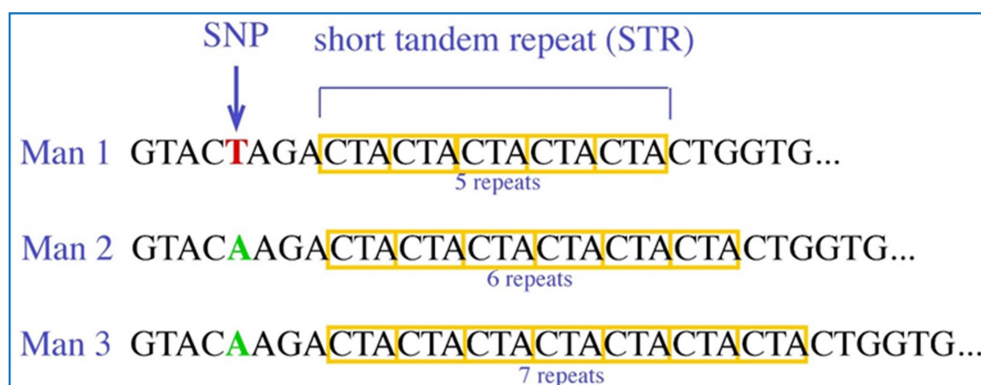 SNP short tandem repeat (STR)
Man 1 GTACTAGACTACTACTACTACTACTGGTG...
5 repeats
Man 2 GTACAAGACTACTACTACTACTACTACTGGTG...
6 repeats
Man 3 GTACAAGACTACTACTACTACTACTACTACTGGTG...
7 repeats